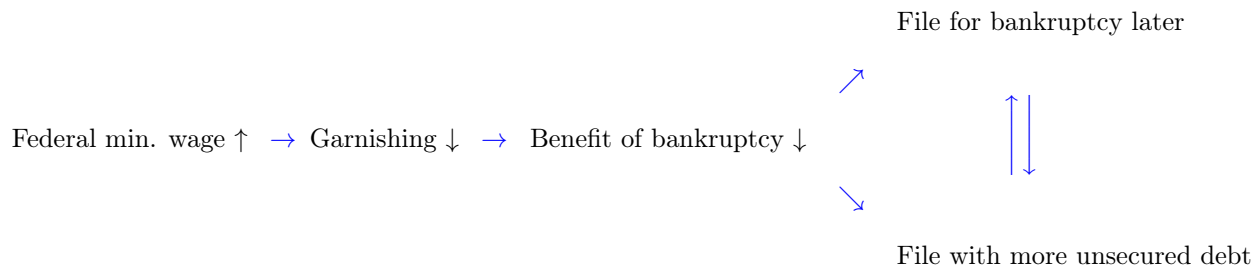 File for bankruptcy later
Federal min. wage ↑ → Garnishing ↓ → Benefit of bankruptcy ↓
File with more unsecured debt